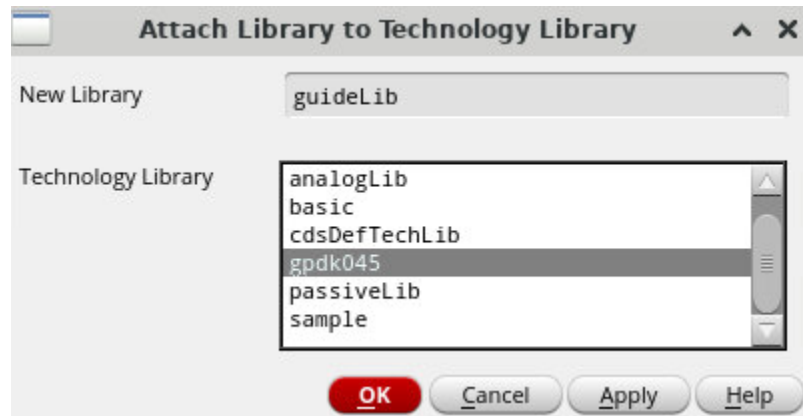 Attach Library to Technology Library
New Library
guideLib
Technology Library
analogLib
basic
cdsDefTechLib
gpdk045
passiveLib
sample
OK Cancel Apply Help